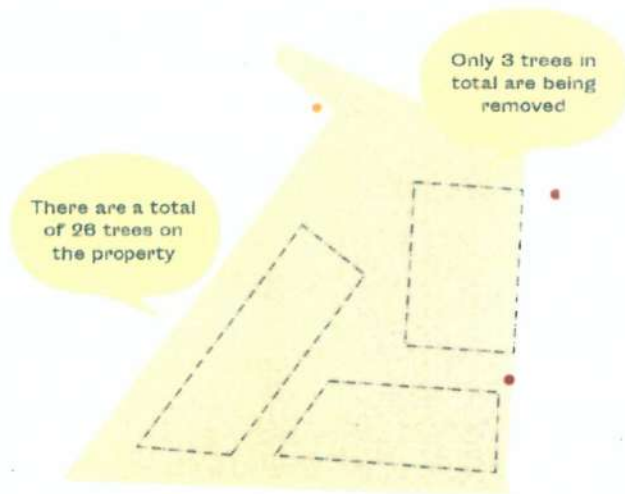 Only 3 trees in
total are being
removed
There are a total
of 26 trees on
the property